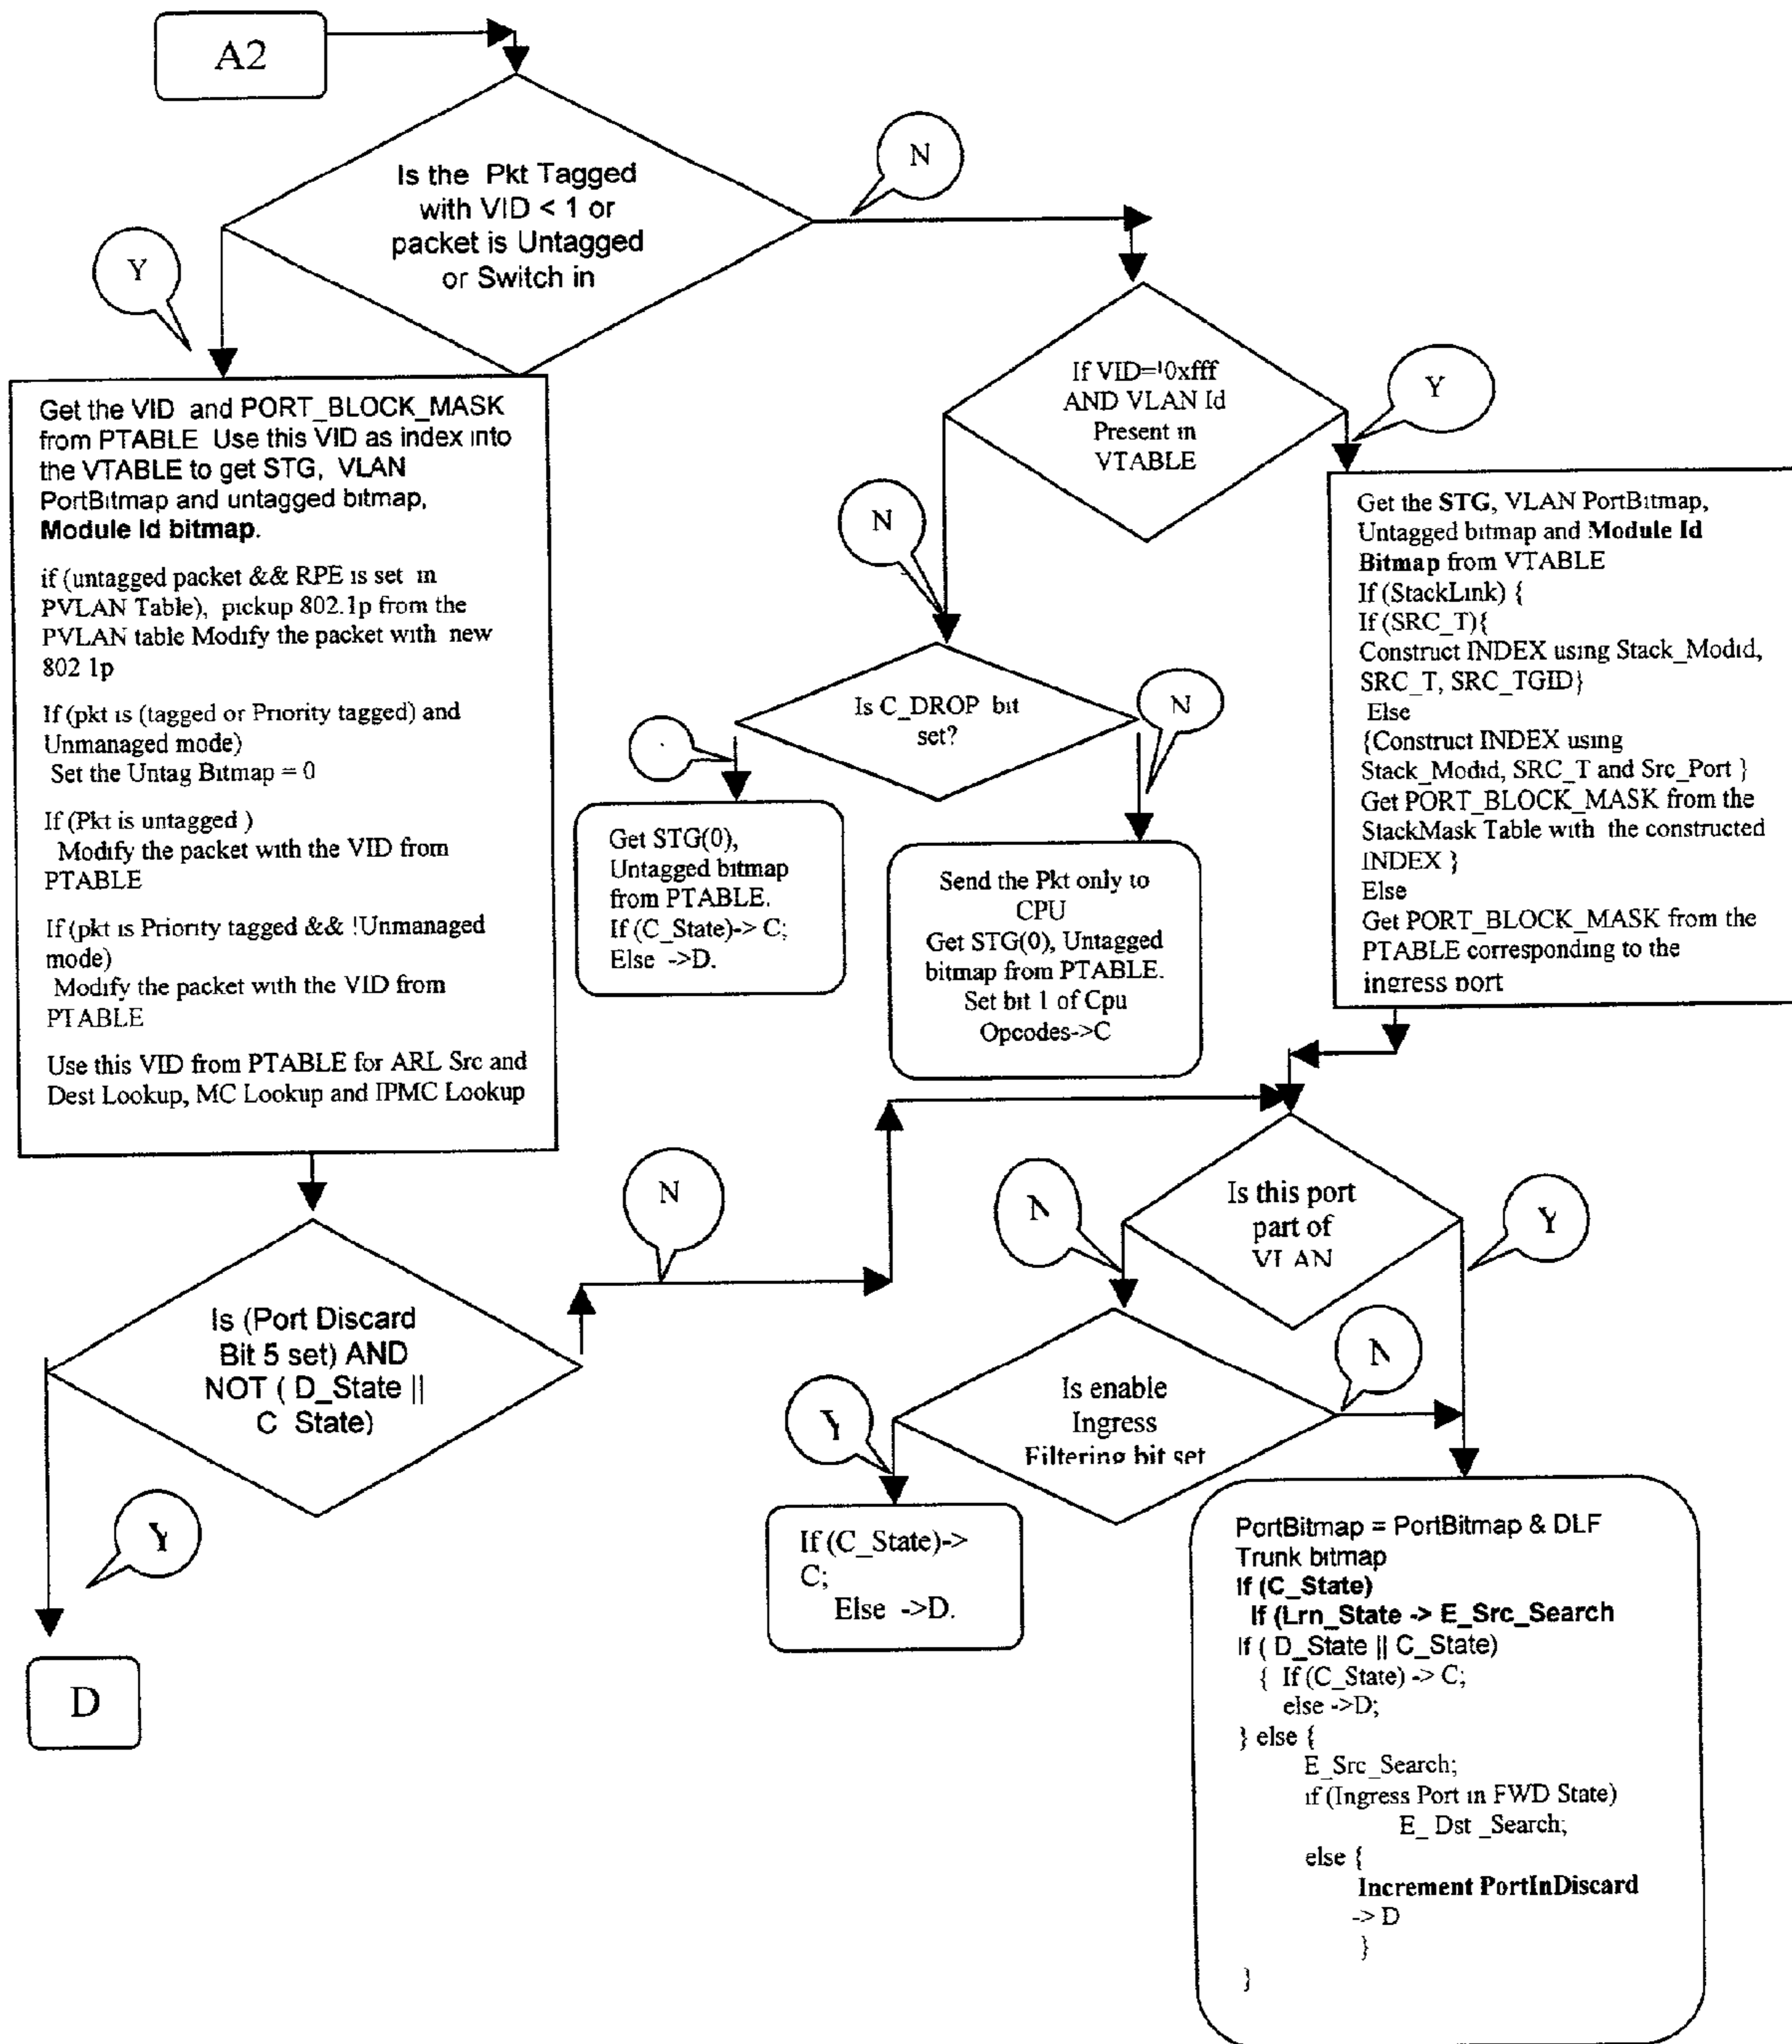 A2
Is the Pkt Tagged
with VID < 1 or
packet is Untagged
or Switch in
N
Y
Get the VID and PORT_BLOCK_MASK
from PTABLE Use this VID as index into
the VTABLE to get STG, VLAN
PortBitmap and untagged bitmap,
Module Id bitmap.
if (untagged packet && RPE is set in
PVLAN Table), pickup 802.1p from the
PVLAN table Modify the packet with new
802 1p
If (pkt is (tagged or Priority tagged) and
Unmanaged mode)
Set the Untag Bitmap = 0
If (Pkt is untagged )
Modify the packet with the VID from
PTABLE
If (pkt is Priority tagged && !Unmanaged
mode)
Modify the packet with the VID from
PTABLE
Use this VID from PTABLE for ARL Src and
Dest Lookup, MC Lookup and IPMC Lookup
If VID=!0xfff
AND VLAN Id
Present in
VTABLE
Y
N
Get the STG, VLAN PortBitmap,
Untagged bitmap and Module Id
Bitmap from VTABLE
If (StackLink) {
If (SRC_T){
Construct INDEX using Stack_Modid,
SRC_T, SRC_TGID}
Else
{Construct INDEX using
Stack_Modid, SRC_T and Src_Port }
Get PORT_BLOCK_MASK from the
StackMask Table with the constructed
INDEX }
Else
Get PORT_BLOCK_MASK from the
PTABLE corresponding to the
ingress port
Is C_DROP bit
set?
N
Get STG(0),
Untagged bitmap
from PTABLE.
If (C_State)-> C;
Else ->D.
Send the Pkt only to
CPU
Get STG(0), Untagged
bitmap from PTABLE.
Set bit 1 of Cpu
Opcodes->C
Is (Port Discard
Bit 5 set) AND
NOT ( D_State ||
C State)
N
Y
D
Is this port
part of
VLAN
N
Y
Is enable
Ingress
Filtering bit set
N
Y
If (C_State)->
C;
Else ->D.
PortBitmap = PortBitmap & DLF
Trunk bitmap
If (C_State)
If (Lrn_State -> E_Src_Search
If ( D_State || C_State)
{ If (C_State) -> C;
else ->D;
} else {
E_Src_Search;
if (Ingress Port in FWD State)
E_ Dst _Search;
else {
Increment PortInDiscard
-> D
}
}